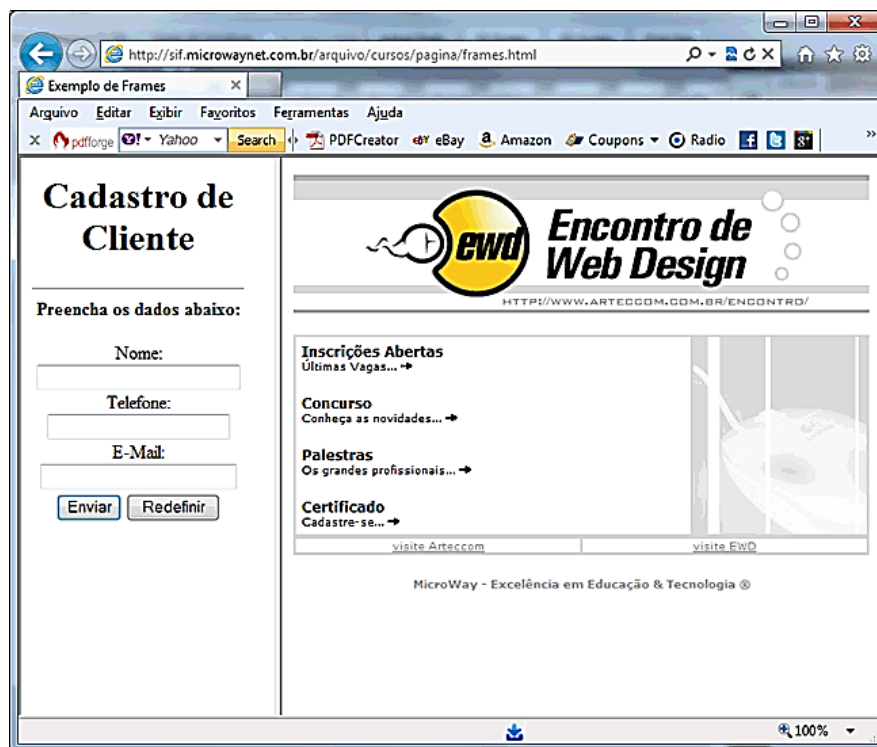 http://sif.microwaynet.com.br/arquivo/cursos/pagina/frames.html
Exemplo de Frames
Arquivo Editar Exibir Favoritos Ferramentas Ajuda
pdfforge Y! Yahoo Search PDFCreator ebY eBay a Amazon Coupons Radio f g+ »
Cadastro de
Cliente
Preencha os dados abaixo:
Nome:
Telefone:
E-Mail:
Enviar Redefinir
ewd Encontro de
Web Design
HTTP://WWW.ARTECCOM.COM.BR/ENCONTRO/
Inscrições Abertas
Últimas Vagas...
Concurso
Conheça as novidades...
Palestras
Os grandes profissionais...
Certificado
Cadastre-se...
visite Arteccom visite EWD
MicroWay - Excelência em Educação & Tecnologia ®
100%